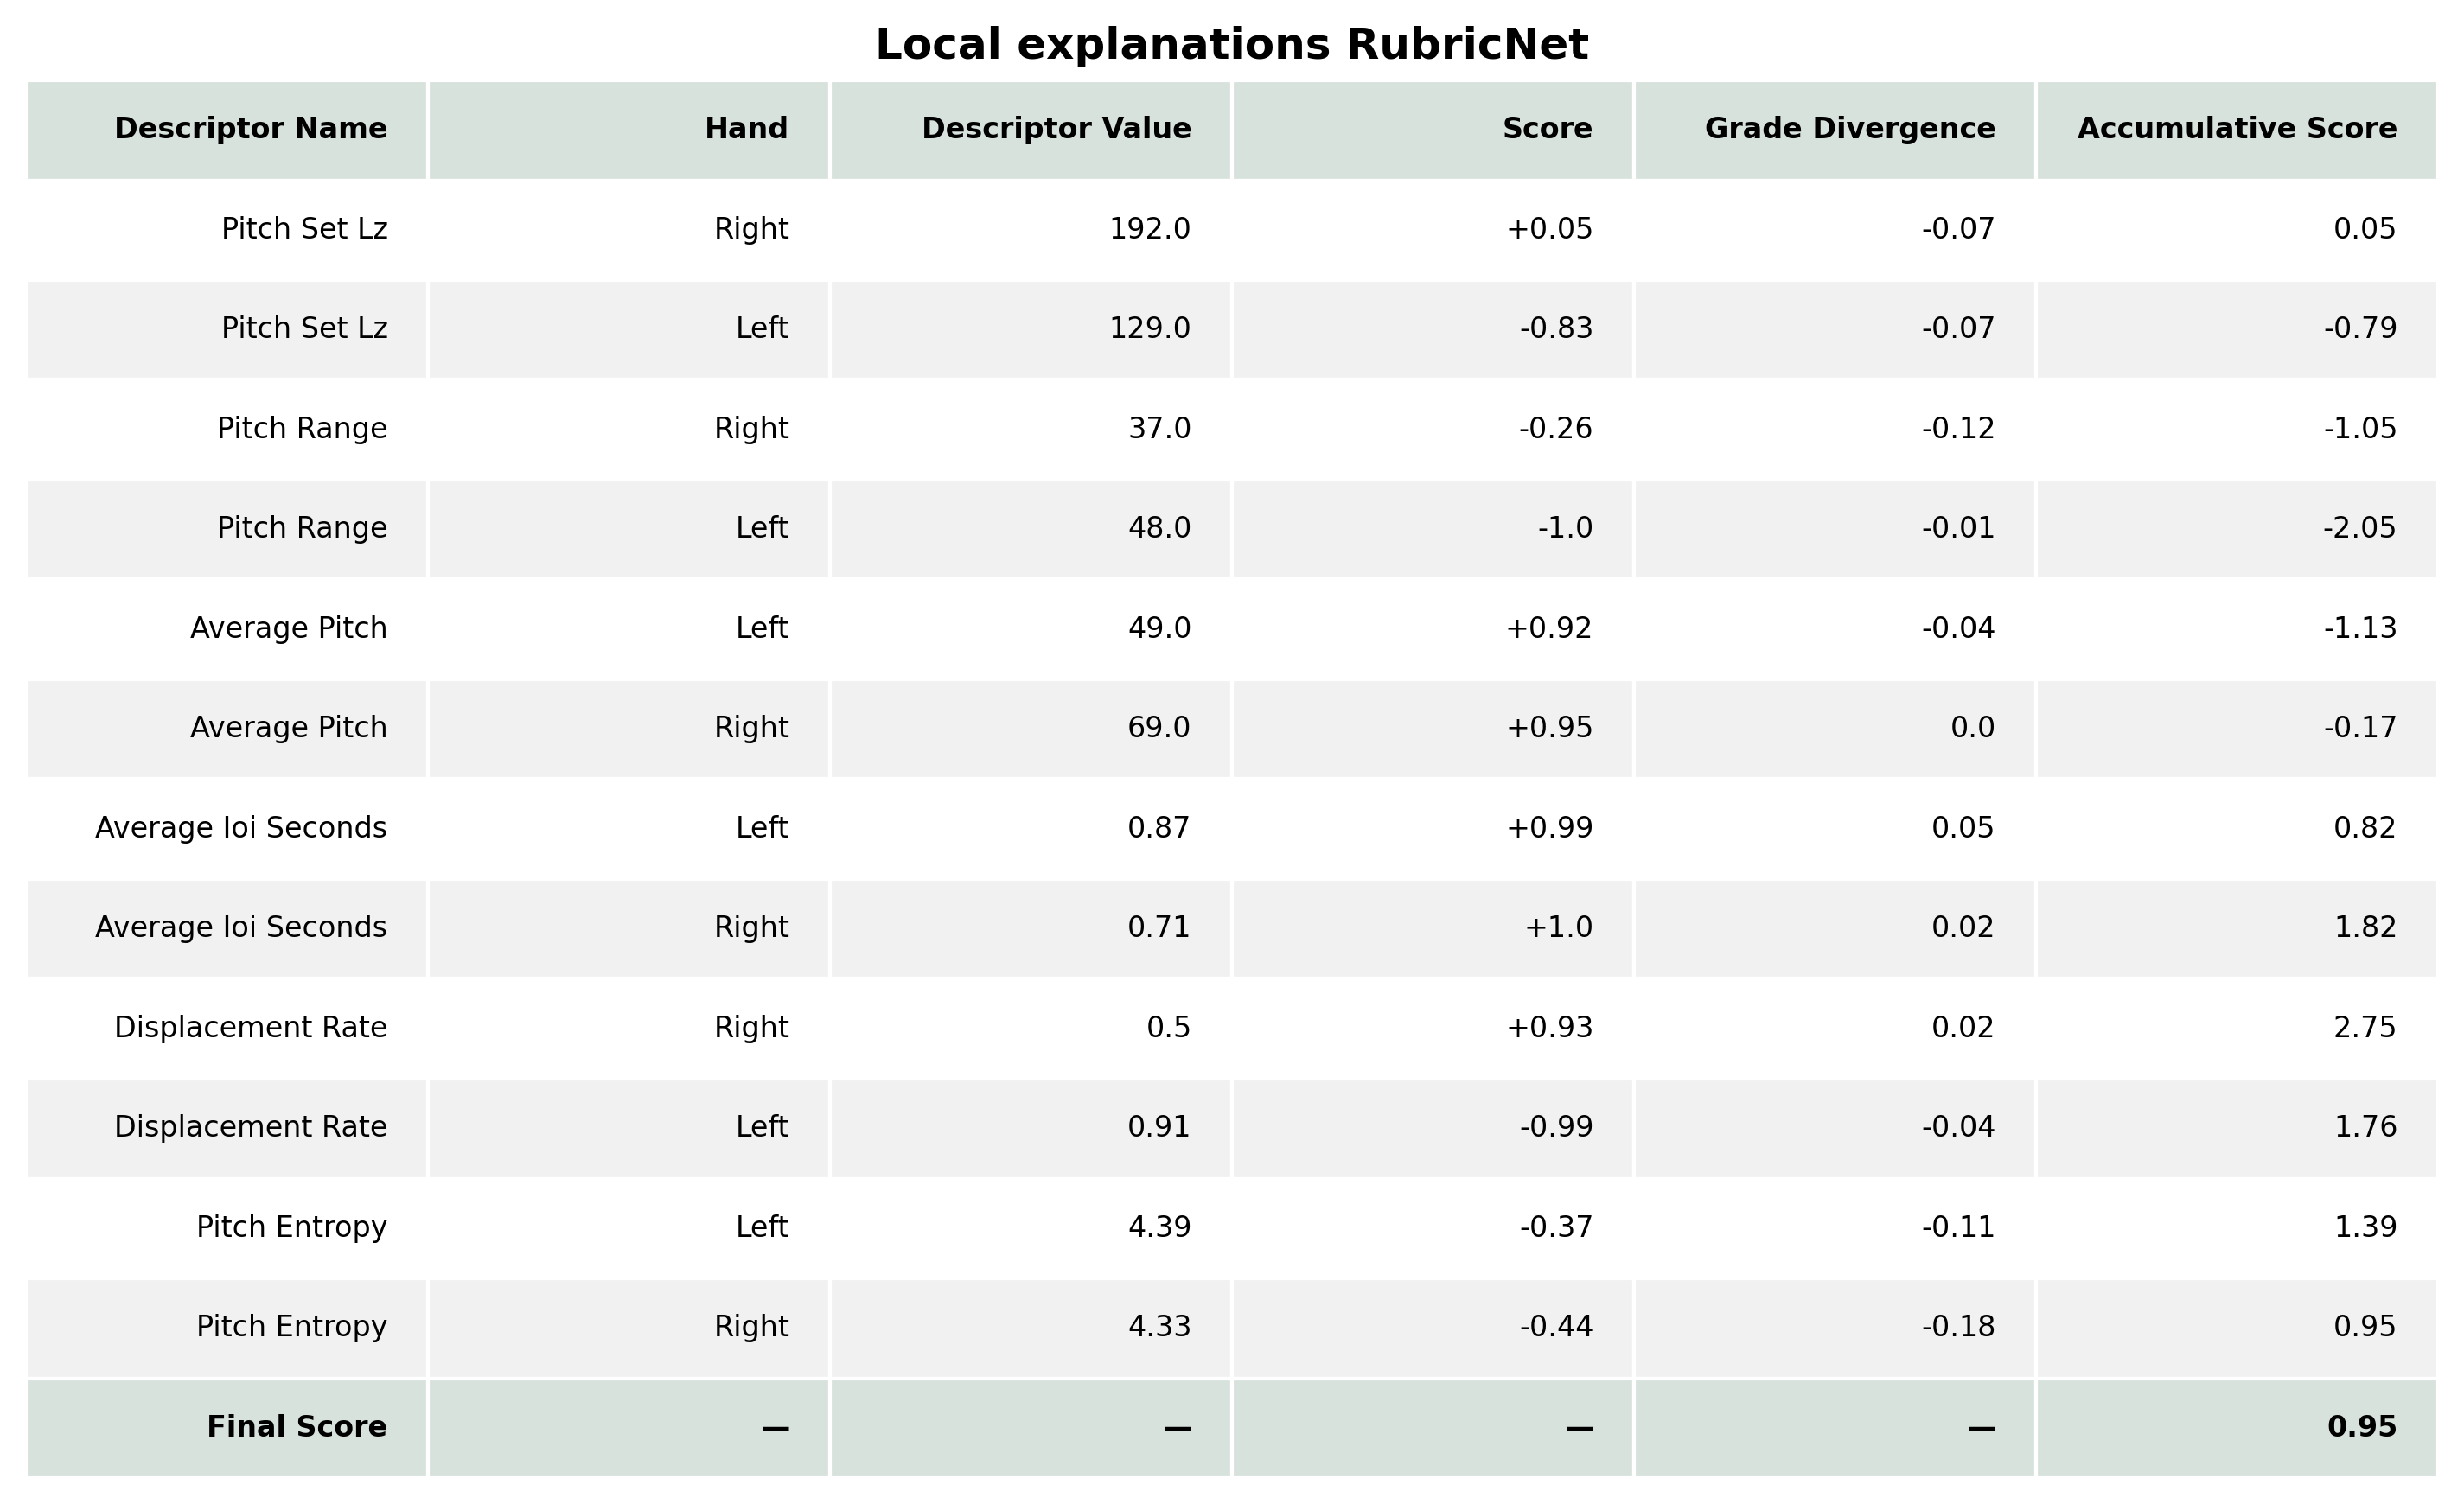 Local explanations RubricNet
Descriptor Name Hand Descriptor Value Score Grade Divergence Accumulative Score
Pitch Set Lz Right 192.0 +0.05 -0.07 0.05
Pitch Set Lz Left 129.0 -0.83 -0.07 -0.79
Pitch Range Right 37.0 -0.26 -0.12 -1.05
Pitch Range Left 48.0 -1.0 -0.01 -2.05
Average Pitch Left 49.0 +0.92 -0.04 -1.13
Average Pitch Right 69.0 +0.95 0.0 -0.17
Average Ioi Seconds Left 0.87 +0.99 0.05 0.82
Average Ioi Seconds Right 0.71 +1.0 0.02 1.82
Displacement Rate Right 0.5 +0.93 0.02 2.75
Displacement Rate Left 0.91 -0.99 -0.04 1.76
Pitch Entropy Left 4.39 -0.37 -0.11 1.39
Pitch Entropy Right 4.33 -0.44 -0.18 0.95
Final Score — — — — 0.95